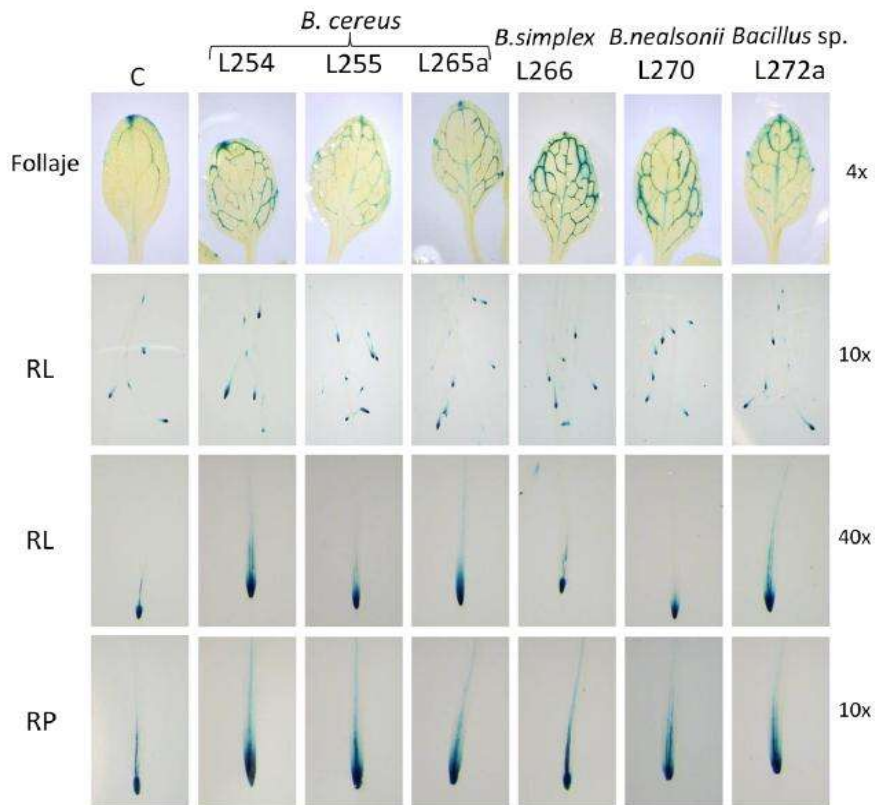 B. cereus B.simplex B.nealsonii Bacillus sp.
C L254 L255 L265a L266 L270 L272a
Follaje 4x
RL 10x
RL 40x
RP 10x